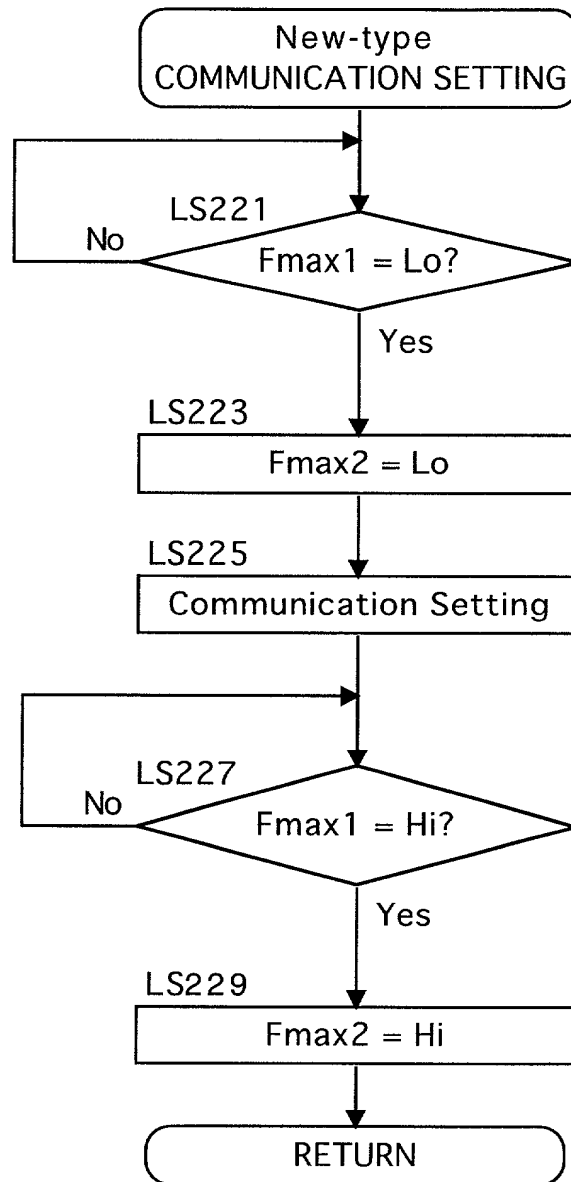 New-type
COMMUNICATION SETTING
LS221
No
Fmax1 = Lo?
Yes
LS223
Fmax2 = Lo
LS225
Communication Setting
LS227
No
Fmax1 = Hi?
Yes
LS229
Fmax2 = Hi
RETURN